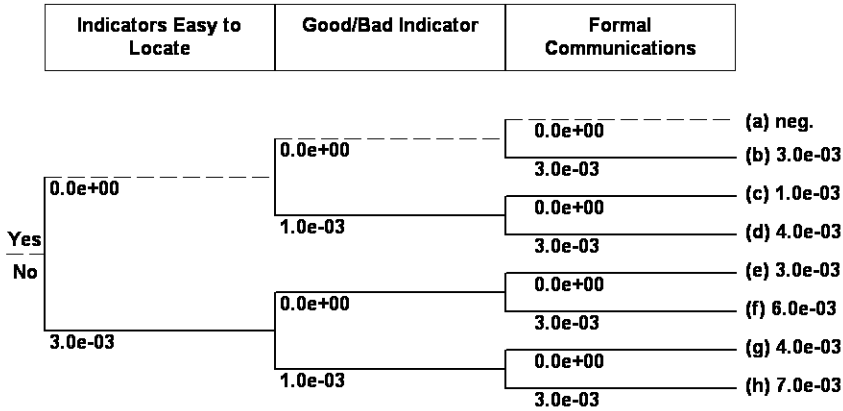 Indicators Easy to Locate
Good/Bad Indicator
Formal Communications
(a) neg.
0.0e+00
0.0e+00
(b) 3.0e-03
3.0e-03
0.0e+00
(c) 1.0e-03
0.0e+00
1.0e-03
(d) 4.0e-03
3.0e-03
Yes
No
(e) 3.0e-03
0.0e+00
0.0e+00
(f) 6.0e-03
3.0e-03
3.0e-03
(g) 4.0e-03
0.0e+00
1.0e-03
(h) 7.0e-03
3.0e-03